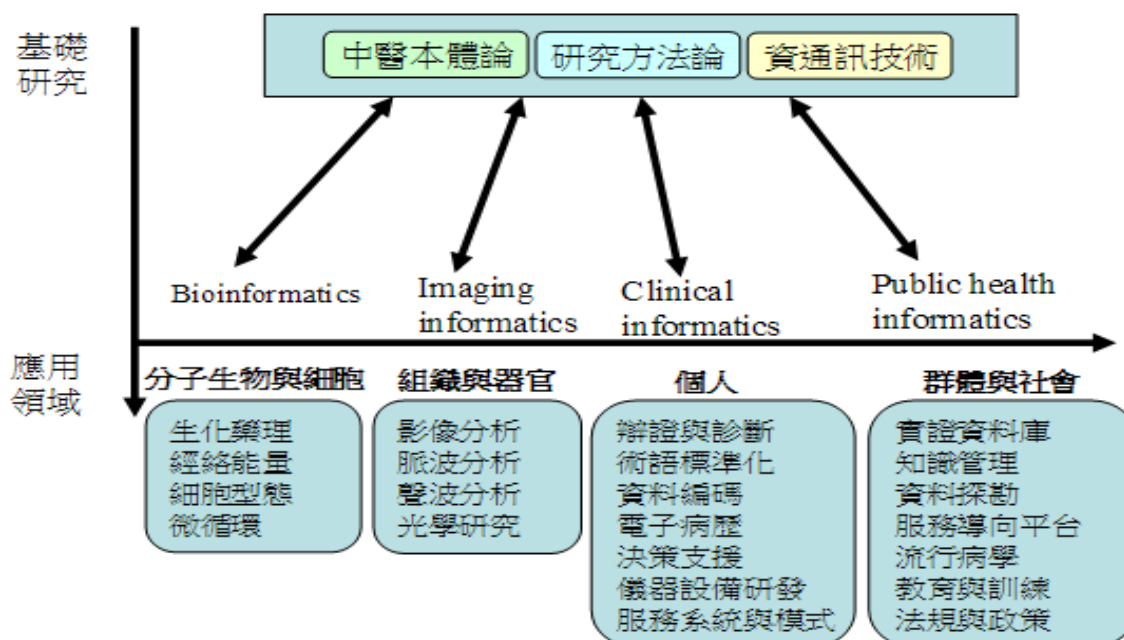 基礎
研究
中醫本體論
研究方法論
資通訊技術
Bioinformatics
Imaging
informatics
Clinical
informatics
Public health
informatics
應用
領域
分子生物與細胞
組織與器官
個人
群體與社會
生化藥理
經絡能量
細胞型態
微循環
影像分析
脈波分析
聲波分析
光學研究
辯證與診斷
術語標準化
資料編碼
電子病歷
決策支援
儀器設備研發
服務系統與模式
實證資料庫
知識管理
資料探勘
服務導向平台
流行病學
教育與訓練
法規與政策